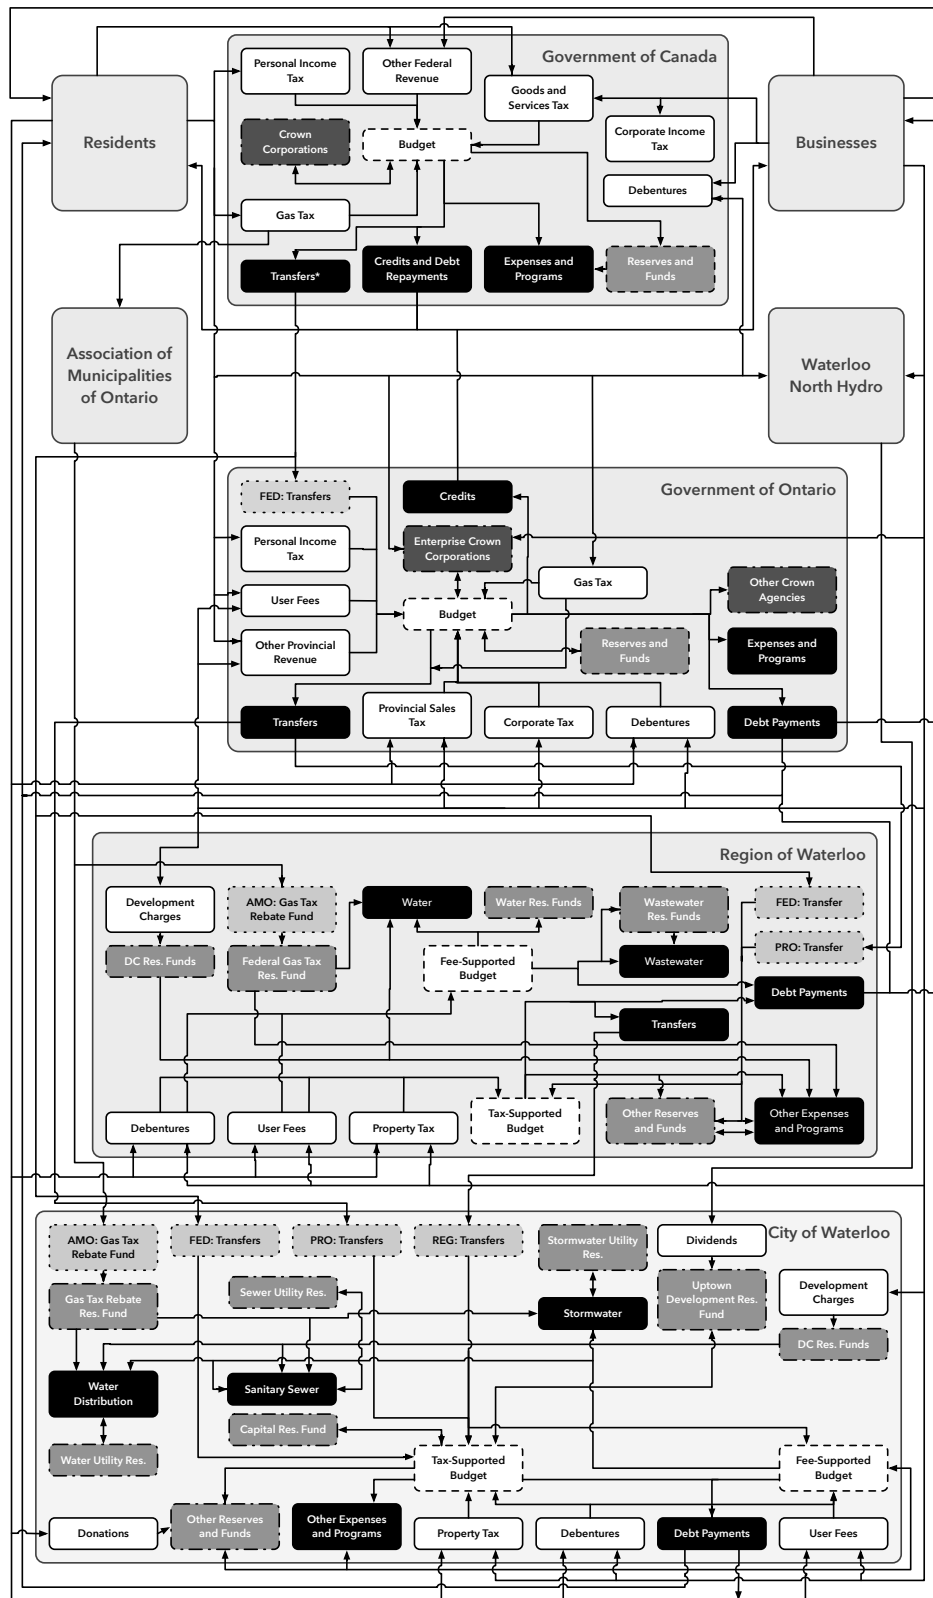 Government of Canada
Residents
Businesses
Personal Income
Tax
Other Federal
Revenue
Goods and
Services Tax
Corporate Income
Tax
Crown
Corporations
Budget
Debentures
Gas Tax
Transfers*
Credits and Debt
Repayments
Expenses and
Programs
Reserves and
Funds
Association of
Municipalities
of Ontario
Waterloo
North Hydro
Government of Ontario
FED: Transfers
Credits
Personal Income
Tax
Enterprise Crown
Corporations
Gas Tax
Other Crown
Agencies
User Fees
Budget
Other Provincial
Revenue
Reserves and
Funds
Expenses and
Programs
Transfers
Provincial Sales
Tax
Corporate Tax
Debentures
Debt Payments
Region of Waterloo
Development
Charges
AMO: Gas Tax
Rebate Fund
Water
Water Res. Funds
Wastewater
Res. Funds
FED: Transfer
DC Res. Funds
Federal Gas Tax
Res. Fund
Fee-Supported
Budget
Wastewater
PRO: Transfer
Debt Payments
Transfers
Debentures
User Fees
Property Tax
Tax-Supported
Budget
Other Reserves
and Funds
Other Expenses
and Programs
City of Waterloo
AMO: Gas Tax
Rebate Fund
FED: Transfers
PRO: Transfers
REG: Transfers
Stormwater Utility
Res.
Dividends
Gas Tax Rebate
Res. Fund
Sewer Utility Res.
Stormwater
Uptown
Development Res.
Fund
Development
Charges
DC Res. Funds
Water
Distribution
Sanitary Sewer
Capital Res. Fund
Water Utility Res.
Tax-Supported
Budget
Fee-Supported
Budget
Donations
Other Reserves
and Funds
Other Expenses
and Programs
Property Tax
Debentures
Debt Payments
User Fees